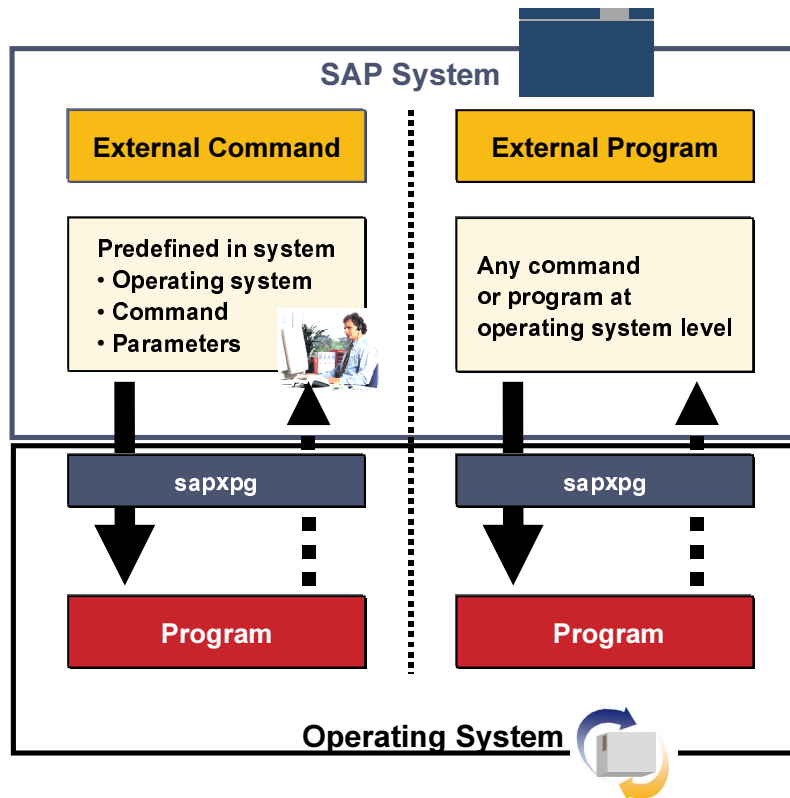 SAP System
External Command
External Program
Predefined in system
• Operating system
• Command
• Parameters
Any command
or program at
operating system level
sapxpg
sapxpg
Program
Program
Operating System